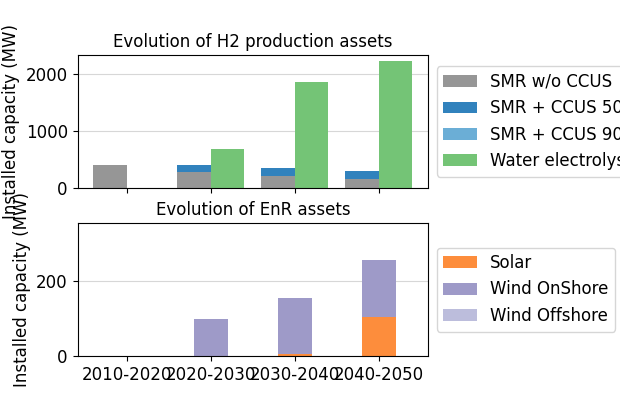 Evolution of H2 production assets
Installed capacity (MW)
2000
1000
0
SMR w/o CCUS
SMR + CCUS 50
SMR + CCUS 90
Water electrolys
Evolution of EnR assets
Installed capacity (MW)
200
0
2010-2020 2020-2030 2030-2040 2040-2050
Solar
Wind OnShore
Wind Offshore